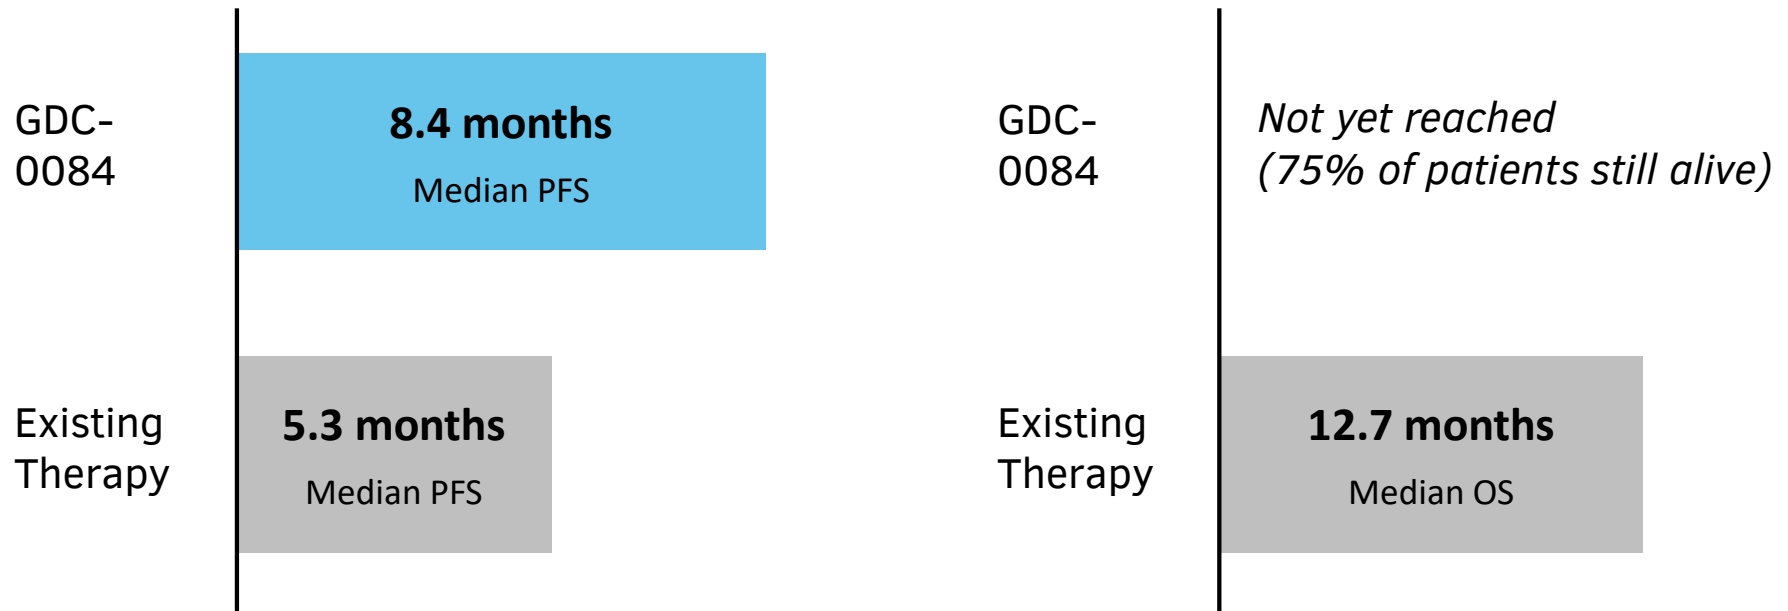 GDC-
0084
8.4 months
Median PFS
Existing
Therapy
5.3 months
Median PFS
GDC-
0084
Not yet reached
(75% of patients still alive)
Existing
Therapy
12.7 months
Median OS